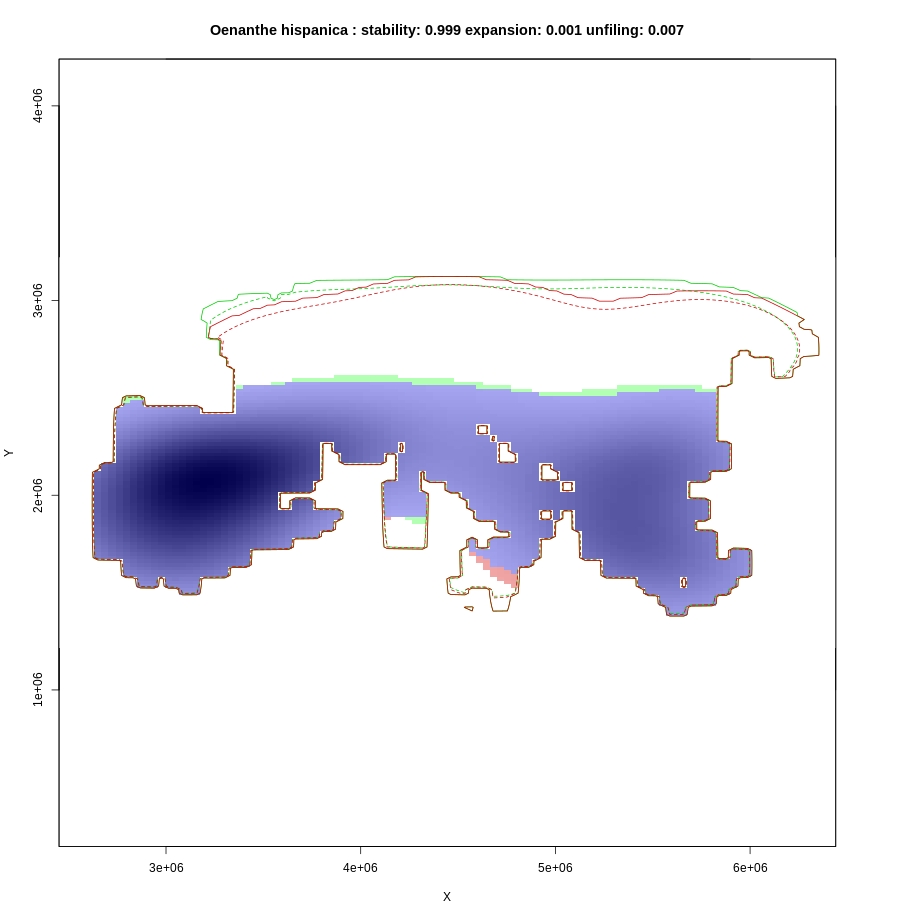 Oenanthe hispanica : stability: 0.999 expansion: 0.001 unfiling: 0.007
4e+06
3e+06
Y
2e+06
1e+06
3e+06 4e+06 5e+06 6e+06
X